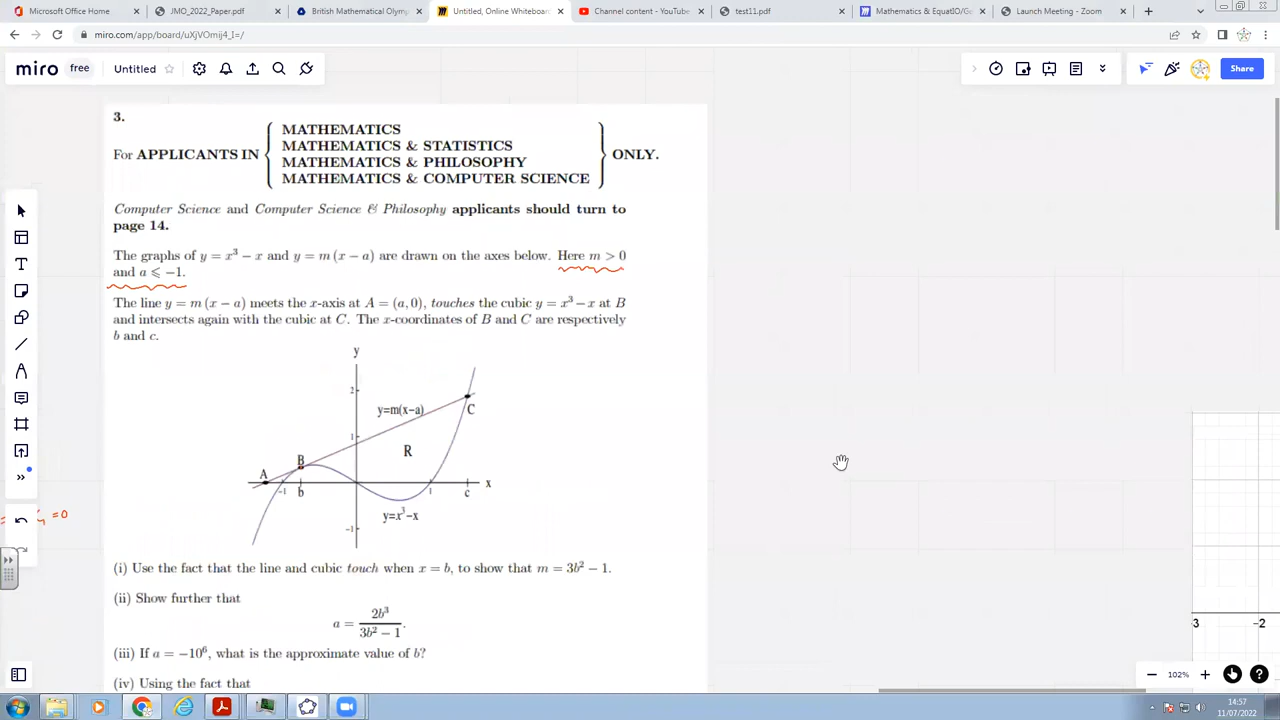 Microsoft Office Home
JMO_2022_Paper.pdf
British Mathematical Olymp
Untitled, Online Whiteboard
Channel content - YouTube
test11.pdf
Mathematics & EquatIO/G
Launch Meeting - Zoom
miro.com/app/board/uXjVOmij4_I=/
miro free Untitled
Share
3.
MATHEMATICS
MATHEMATICS & STATISTICS
For APPLICANTS IN ONLY.
MATHEMATICS & PHILOSOPHY
MATHEMATICS & COMPUTER SCIENCE
Computer Science and Computer Science & Philosophy applicants should turn to
page 14.
The graphs of y = x³ − x and y = m (x − a) are drawn on the axes below. Here m > 0
and a ⩽ −1.
The line y = m (x − a) meets the x-axis at A = (a, 0), touches the cubic y = x³ − x at B
and intersects again with the cubic at C. The x-coordinates of B and C are respectively
b and c.
y
2
y=m(x−a)
C
1
R
B
A
x
-1 b 1 c
y=x³−x
-1
= 0
3 -2
(i) Use the fact that the line and cubic touch when x = b, to show that m = 3b² − 1.
(ii) Show further that
a = 2b³ / 3b² − 1 .
(iii) If a = −10⁶, what is the approximate value of b?
(iv) Using the fact that
102%
14:57
11/07/2022